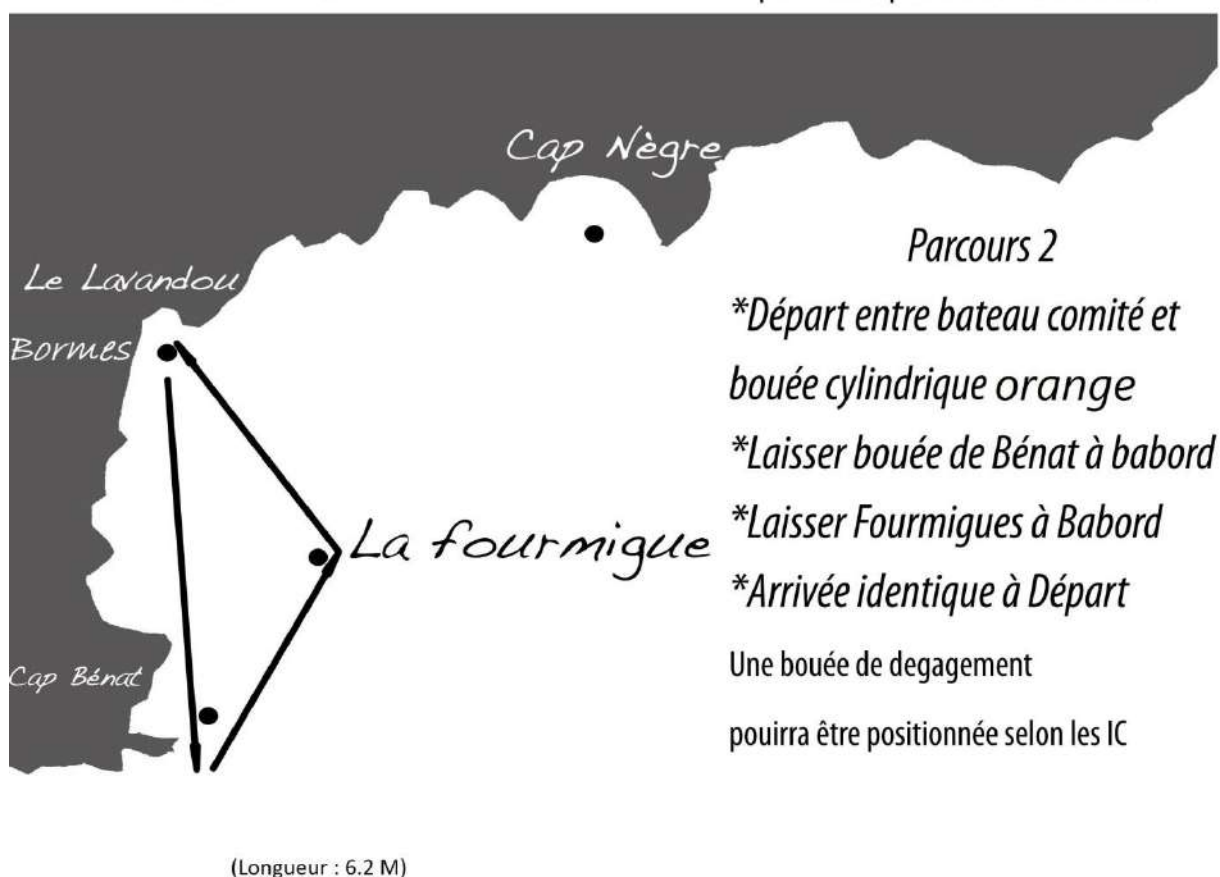 Cap Nègre
Le Lavandou
Bormes
La fourmigue
Cap Bénat
Parcours 2
*Départ entre bateau comité et
bouée cylindrique orange
*Laisser bouée de Bénat à babord
*Laisser Fourmigues à Babord
*Arrivée identique à Départ
Une bouée de degagement
pouirra être positionnée selon les IC
(Longueur : 6.2 M)